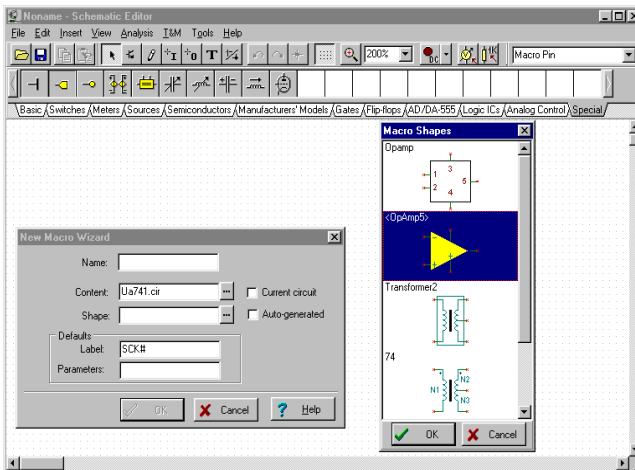 Noname - Schematic Editor
File Edit Insert View Analysis T&M Tools Help
T 200% DC Macro Pin
Basic Switches Meters Sources Semiconductors Manufacturers' Models Gates Flip-flops AD/DA-555 Logic ICs Analog Control Special
Macro Shapes
Opamp
1 3 5
2 4
<OpAmp5>
Transformer2
74
N1 N2
N3
OK Cancel
New Macro Wizard
Name:
Content: Ua741.cir ... Current circuit
Shape: ... Auto-generated
Defaults
Label: SCK#
Parameters:
OK Cancel Help